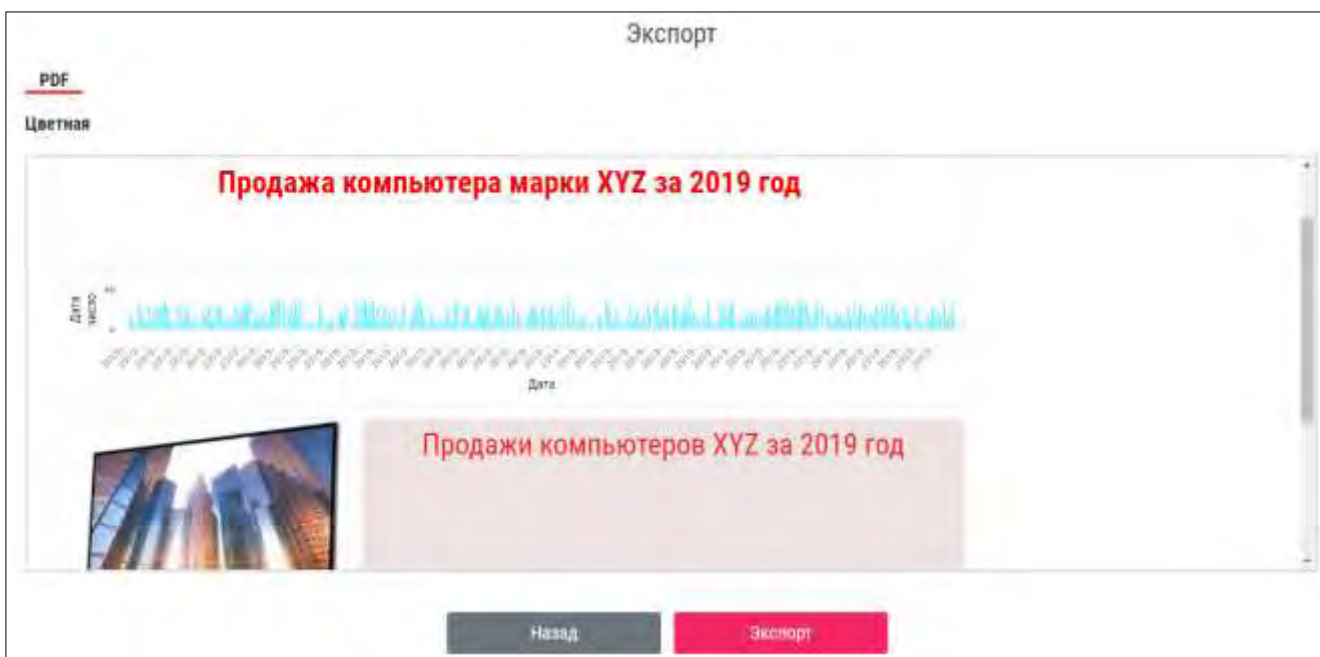 Экспорт
PDF
Цветная
Продажа компьютера марки XYZ за 2019 год
Дата
число
Дата
Продажи компьютеров XYZ за 2019 год
Назад
Экспорт